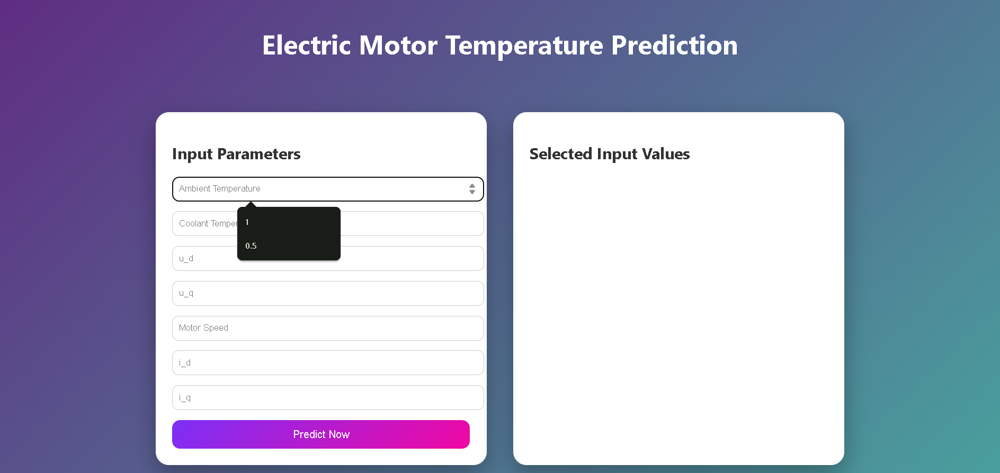 Electric Motor Temperature Prediction
Input Parameters
Ambient Temperature
Coolant Temper
1
0.5
u_d
u_q
Motor Speed
i_d
i_q
Predict Now
Selected Input Values